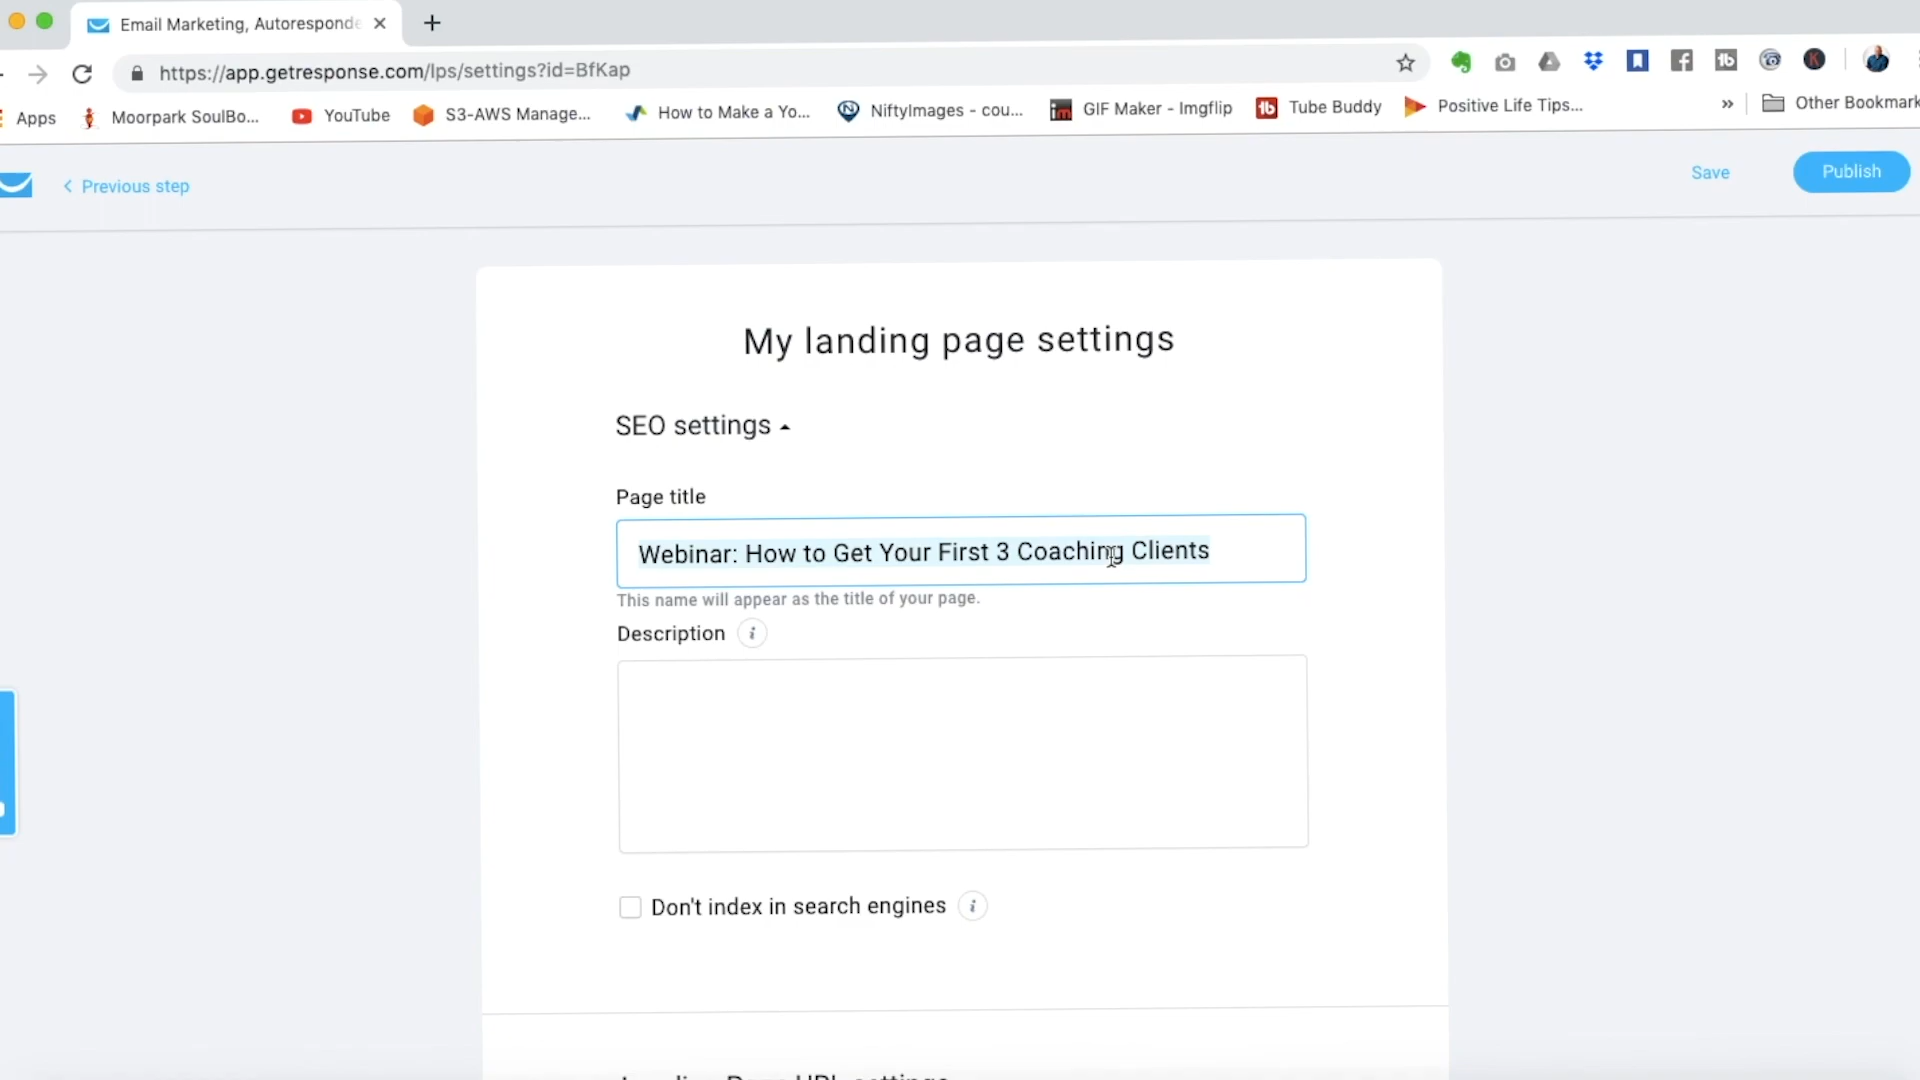 Email Marketing, Autoresponde
https://app.getresponse.com/lps/settings?id=BfKap
Apps Moorpark SoulBo... YouTube S3-AWS Manage... How to Make a Yo... NiftyImages - cou... GIF Maker - Imgflip Tube Buddy Positive Life Tips... » Other Bookmark
< Previous step Save Publish
My landing page settings
SEO settings
Page title
Webinar: How to Get Your First 3 Coaching Clients
This name will appear as the title of your page.
Description i
Don't index in search engines i